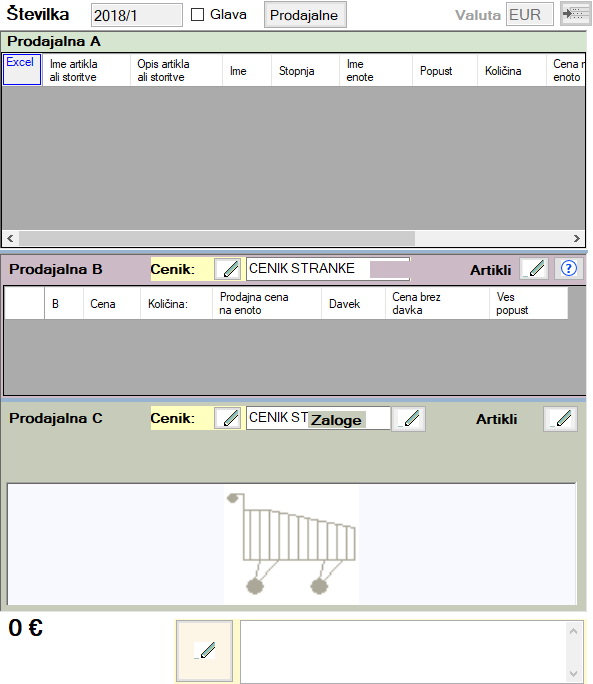 Številka 2018/1 Glava Prodajalne Valuta EUR
Prodajalna A
Excel Ime artikla ali storitve Opis artikla ali storitve Ime Stopnja Ime enote Popust Količina Cena enoto
Prodajalna B Cenik: CENIK STRANKE Artikli ?
B Cena Količina: Prodajna cena na enoto Davek Cena brez davka Ves popust
Prodajalna C Cenik: CENIK ST Zaloge Artikli
0 €